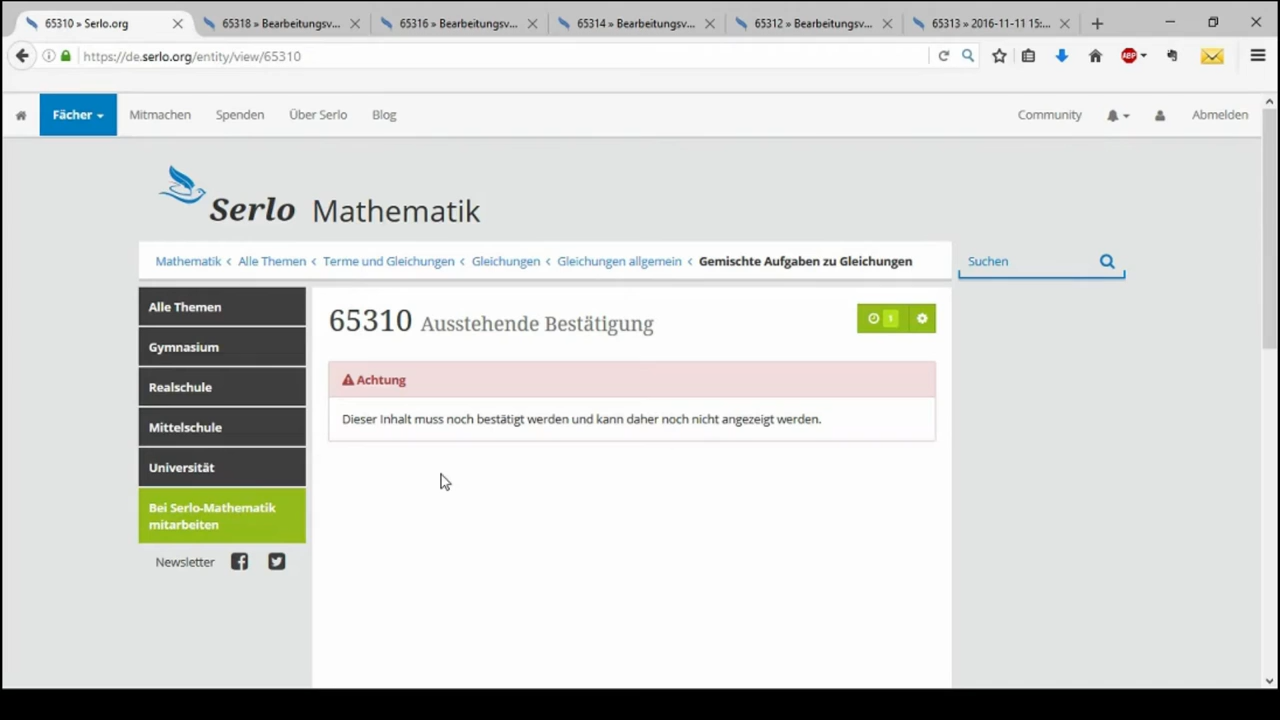 65310 » Serlo.org
65318 » Bearbeitungsv...
65316 » Bearbeitungsv...
65314 » Bearbeitungsv...
65312 » Bearbeitungsv...
65313 » 2016-11-11 15:...
https://de.serlo.org/entity/view/65310
ABP
Fächer
Mitmachen
Spenden
Über Serlo
Blog
Community
Abmelden
Serlo Mathematik
Mathematik < Alle Themen < Terme und Gleichungen < Gleichungen < Gleichungen allgemein < Gemischte Aufgaben zu Gleichungen
Suchen
Alle Themen
Gymnasium
Realschule
Mittelschule
Universität
Bei Serlo-Mathematik
mitarbeiten
Newsletter
65310 Ausstehende Bestätigung
1
Achtung
Dieser Inhalt muss noch bestätigt werden und kann daher noch nicht angezeigt werden.